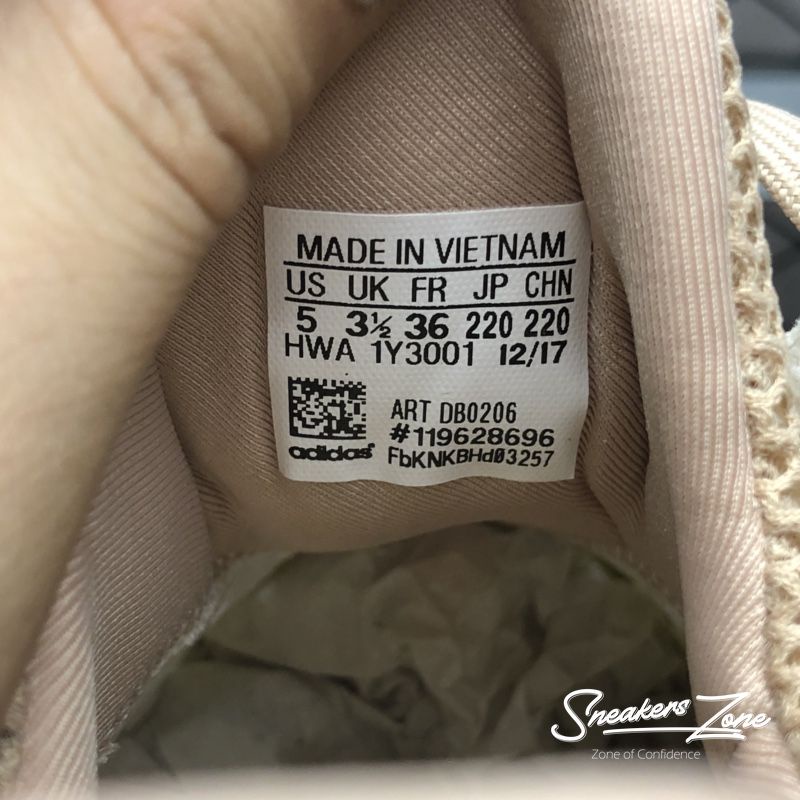 MADE IN VIETNAM
US UK FR JP CHN
5 3½ 36 220 220
HWA 1Y3001 12/17
ART DB0206
#119628696
adidas FbKNKBHd03257
Sneakers Zone
Zone of Confidence